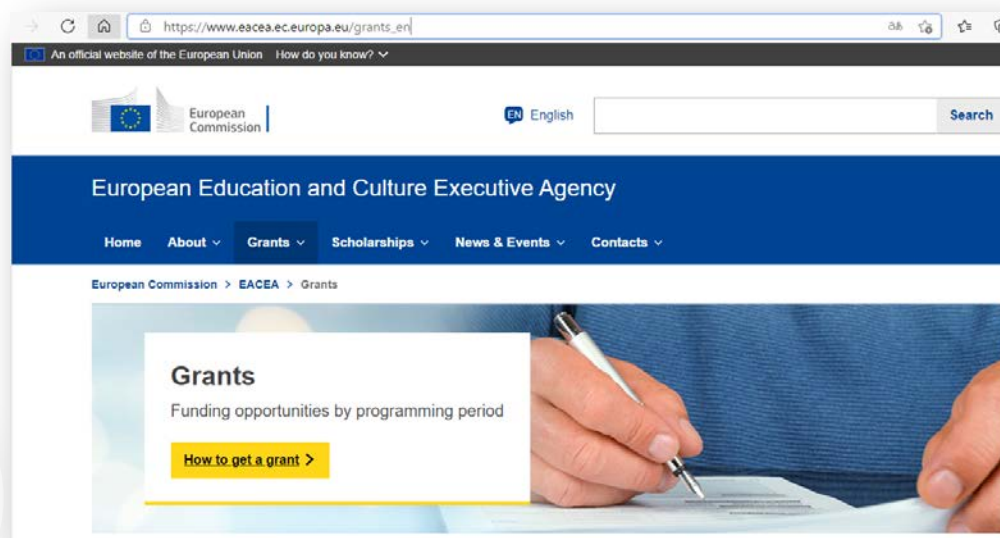 https://www.eacea.ec.europa.eu/grants_en
An official website of the European Union How do you know?
European
Commission
EN English
Search
European Education and Culture Executive Agency
Home About Grants Scholarships News & Events Contacts
European Commission > EACEA > Grants
Grants
Funding opportunities by programming period
How to get a grant >